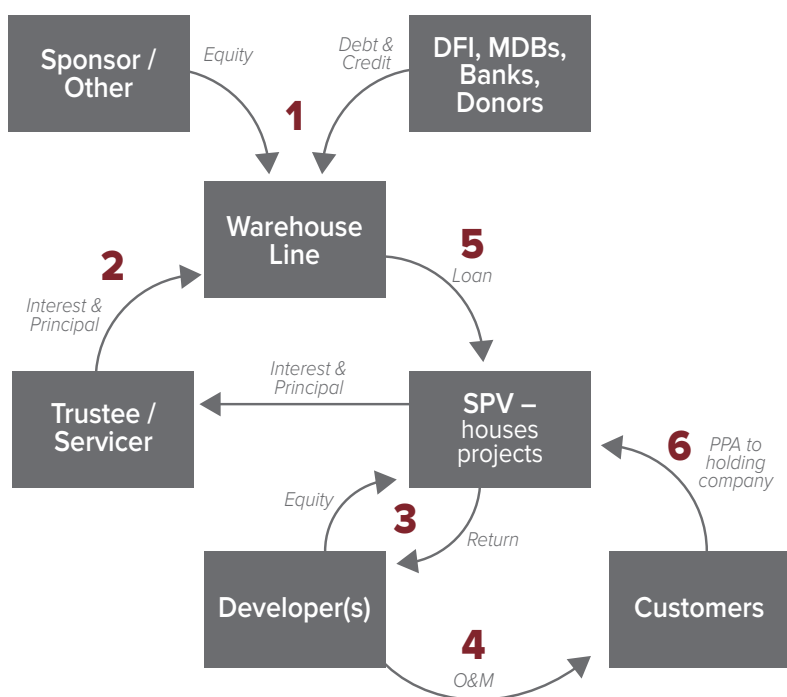 Sponsor /
Other
Equity
1
Debt &
Credit
DFI, MDBs,
Banks,
Donors
Warehouse
Line
2
Interest &
Principal
5
Loan
Trustee /
Servicer
Interest &
Principal
SPV –
houses
projects
6
PPA to
holding
company
Equity
3
Return
Developer(s)
4
O&M
Customers